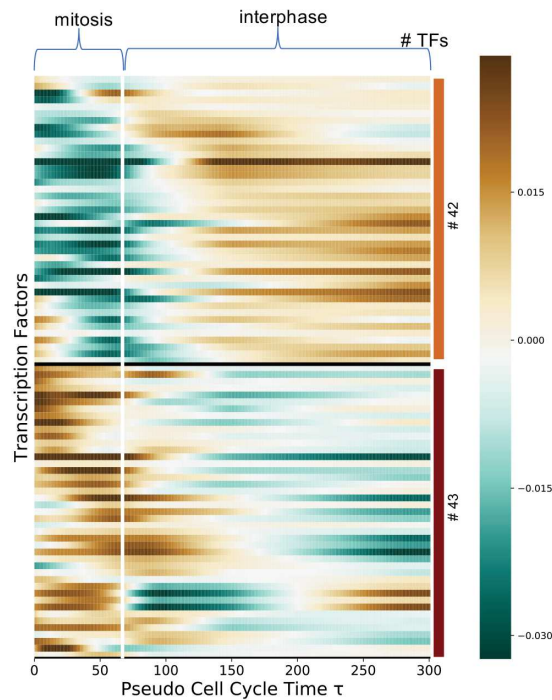 mitosis
interphase
# TFs
Transcription Factors
# 42
# 43
0.015
0.000
−0.015
−0.030
0 50 100 150 200 250 300
Pseudo Cell Cycle Time τ